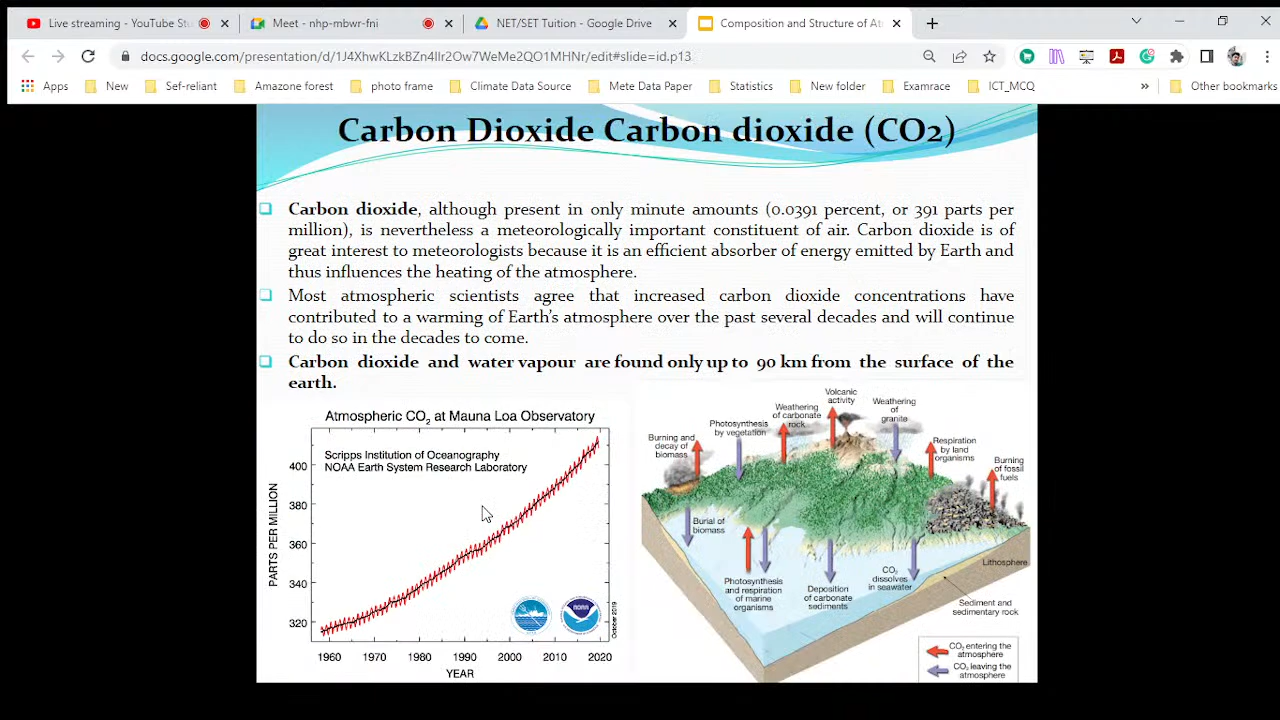 Live streaming - YouTube Stu
Meet - nhp-mbwr-fni
NET/SET Tuition - Google Drive
Composition and Structure of At
Apps
New
Sef-reliant
Amazone forest
photo frame
Climate Data Source
Mete Data Paper
Statistics
New folder
Examrace
ICT_MCQ
»
Other bookmarks
Carbon Dioxide Carbon dioxide (CO2)
Carbon dioxide, although present in only minute amounts (0.0391 percent, or 391 parts per
million), is nevertheless a meteorologically important constituent of air. Carbon dioxide is of
great interest to meteorologists because it is an efficient absorber of energy emitted by Earth and
thus influences the heating of the atmosphere.
Most atmospheric scientists agree that increased carbon dioxide concentrations have
contributed to a warming of Earth's atmosphere over the past several decades and will continue
to do so in the decades to come.
Carbon dioxide and water vapour are found only up to 90 km from the surface of the
earth.
Atmospheric CO2 at Mauna Loa Observatory
Scripps Institution of Oceanography
NOAA Earth System Research Laboratory
PARTS PER MILLION
400
380
360
340
320
1960 1970 1980 1990 2000 2010 2020
YEAR
NOAA
October 2019
Burning and
decay of
biomass
Photosynthesis
by vegetation
Weathering
of carbonate
rock
Volcanic
activity
Weathering
of
granite
Respiration
by land
organisms
Burning
of fossil
fuels
Burial of
biomass
Photosynthesis
and respiration
of marine
organisms
Deposition
of carbonate
sediments
CO2
dissolves
in seawater
Lithosphere
Sediment and
sedimentary rock
CO2 entering the
atmosphere
CO2 leaving the
atmosphere